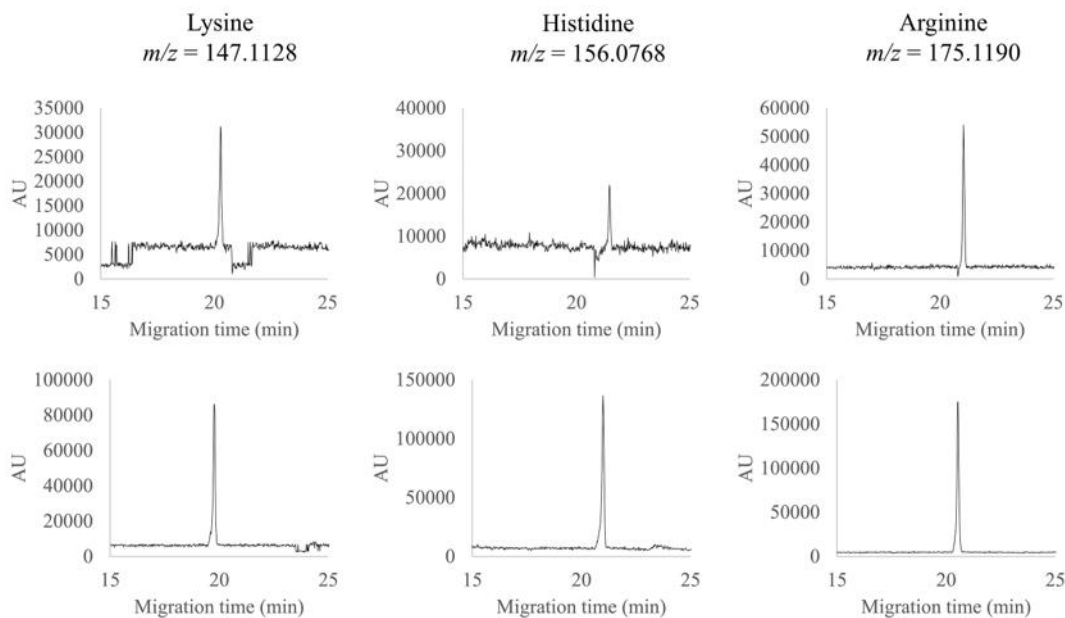 Lysine
m/z = 147.1128
Histidine
m/z = 156.0768
Arginine
m/z = 175.1190
35000
30000
25000
20000
15000
10000
5000
0
AU
15
20
25
Migration time (min)
40000
30000
20000
10000
0
AU
15
20
25
Migration time (min)
60000
50000
40000
30000
20000
10000
0
AU
15
20
25
Migration time (min)
100000
80000
60000
40000
20000
0
AU
15
20
25
Migration time (min)
150000
100000
50000
0
AU
15
20
25
Migration time (min)
200000
150000
100000
50000
0
AU
15
20
25
Migration time (min)